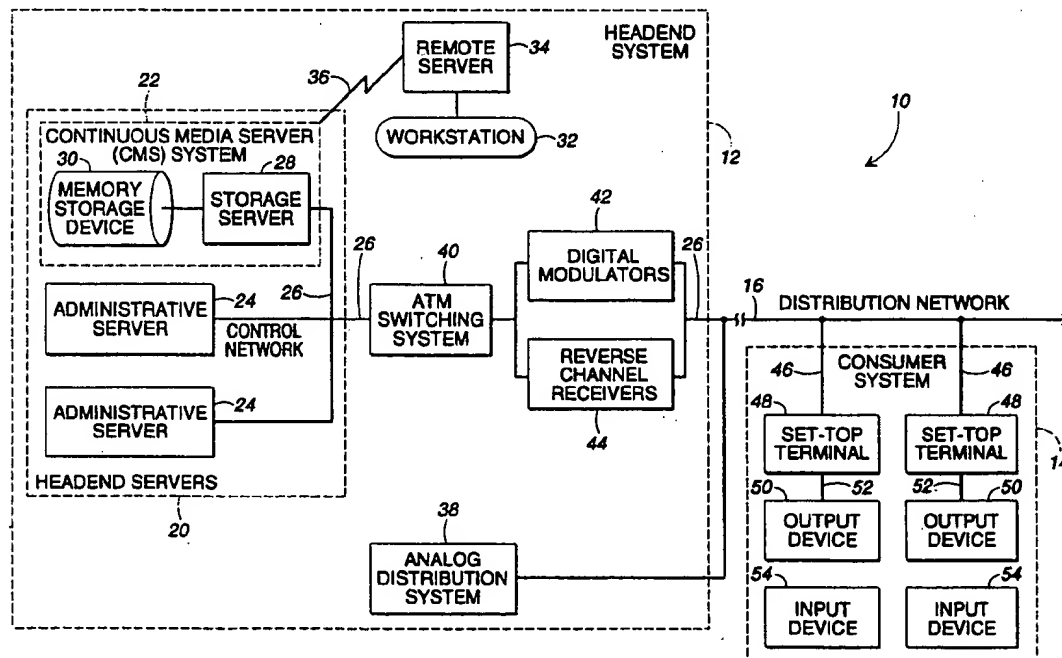 HEADEND
SYSTEM
REMOTE
SERVER
34
36
WORKSTATION
32
10
12
22
CONTINUOUS MEDIA SERVER
(CMS) SYSTEM
30
28
MEMORY
STORAGE
DEVICE
STORAGE
SERVER
ADMINISTRATIVE
SERVER
24
26
CONTROL
NETWORK
ADMINISTRATIVE
SERVER
24
HEADEND SERVERS
20
26
40
ATM
SWITCHING
SYSTEM
42
DIGITAL
MODULATORS
REVERSE
CHANNEL
RECEIVERS
44
26
38
ANALOG
DISTRIBUTION
SYSTEM
16
DISTRIBUTION NETWORK
46
CONSUMER
SYSTEM
46
48
SET-TOP
TERMINAL
48
SET-TOP
TERMINAL
14
50
52
OUTPUT
DEVICE
52
50
OUTPUT
DEVICE
54
INPUT
DEVICE
54
INPUT
DEVICE